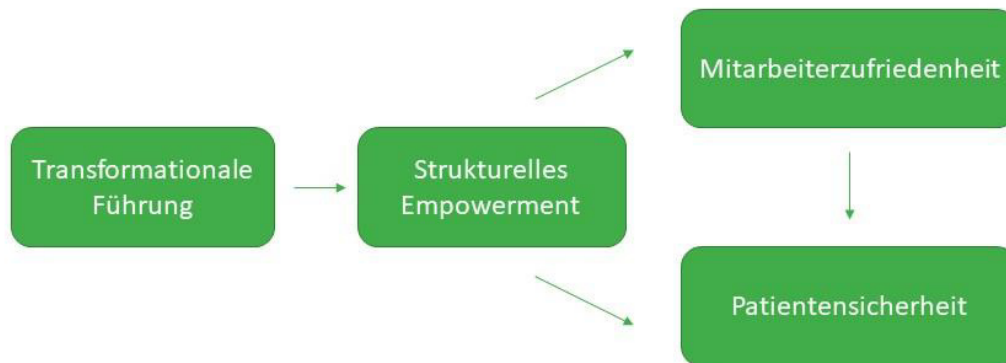 Transformationale
Führung
Strukturelles
Empowerment
Mitarbeiterzufriedenheit
Patientensicherheit